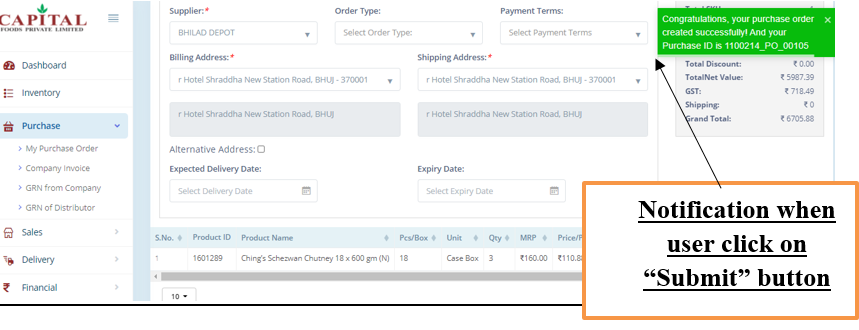 CAPITAL
FOODS PRIVATE LIMITED
Dashboard
Inventory
Purchase
My Purchase Order
Company Invoice
GRN from Company
GRN of Distributor
Sales
Delivery
Financial
Supplier:*
Order Type:
Payment Terms:
BHILAD DEPOT
Select Order Type:
Select Payment Terms
Billing Address:*
Shipping Address:*
r Hotel Shraddha New Station Road, BHUJ - 370001
r Hotel Shraddha New Station Road, BHUJ - 370001
r Hotel Shraddha New Station Road, BHUJ
r Hotel Shraddha New Station Road, BHUJ
Alternative Address:
Expected Delivery Date:
Expiry Date:
Select Delivery Date
Select Expiry Date
Congratulations, your purchase order
created successfully! And your
Purchase ID is 1100214_PO_00105
×
Total Discount: ₹ 0.00
TotalNet Value: ₹ 5987.39
GST: ₹ 718.49
Shipping: ₹ 0
Grand Total: ₹ 6705.88
S.No. Product ID Product Name Pcs/Box Unit Qty MRP Price/P
1 1601289 Ching's Schezwan Chutney 18 x 600 gm (N) 18 Case Box 3 ₹160.00 ₹110.8
10
Notification when
user click on
“Submit” button